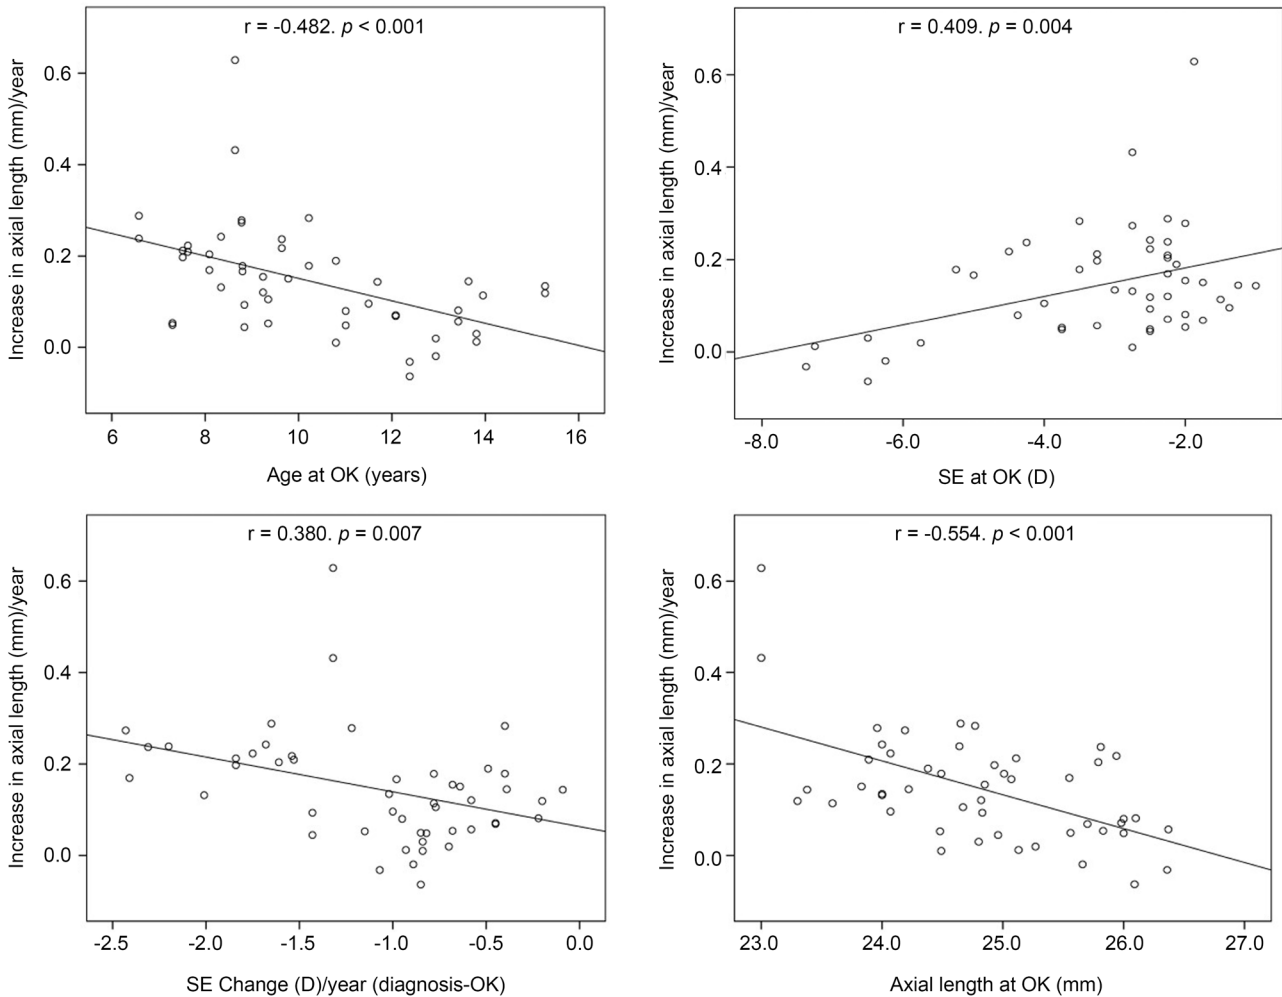 r = -0.482. p < 0.001
Increase in axial length (mm)/year
0.6
0.4
0.2
0.0
6 8 10 12 14 16
Age at OK (years)
r = 0.409. p = 0.004
Increase in axial length (mm)/year
0.6
0.4
0.2
0.0
-8.0 -6.0 -4.0 -2.0
SE at OK (D)
r = 0.380. p = 0.007
Increase in axial length (mm)/year
0.6
0.4
0.2
0.0
-2.5 -2.0 -1.5 -1.0 -0.5 0.0
SE Change (D)/year (diagnosis-OK)
r = -0.554. p < 0.001
Increase in axial length (mm)/year
0.6
0.4
0.2
0.0
23.0 24.0 25.0 26.0 27.0
Axial length at OK (mm)